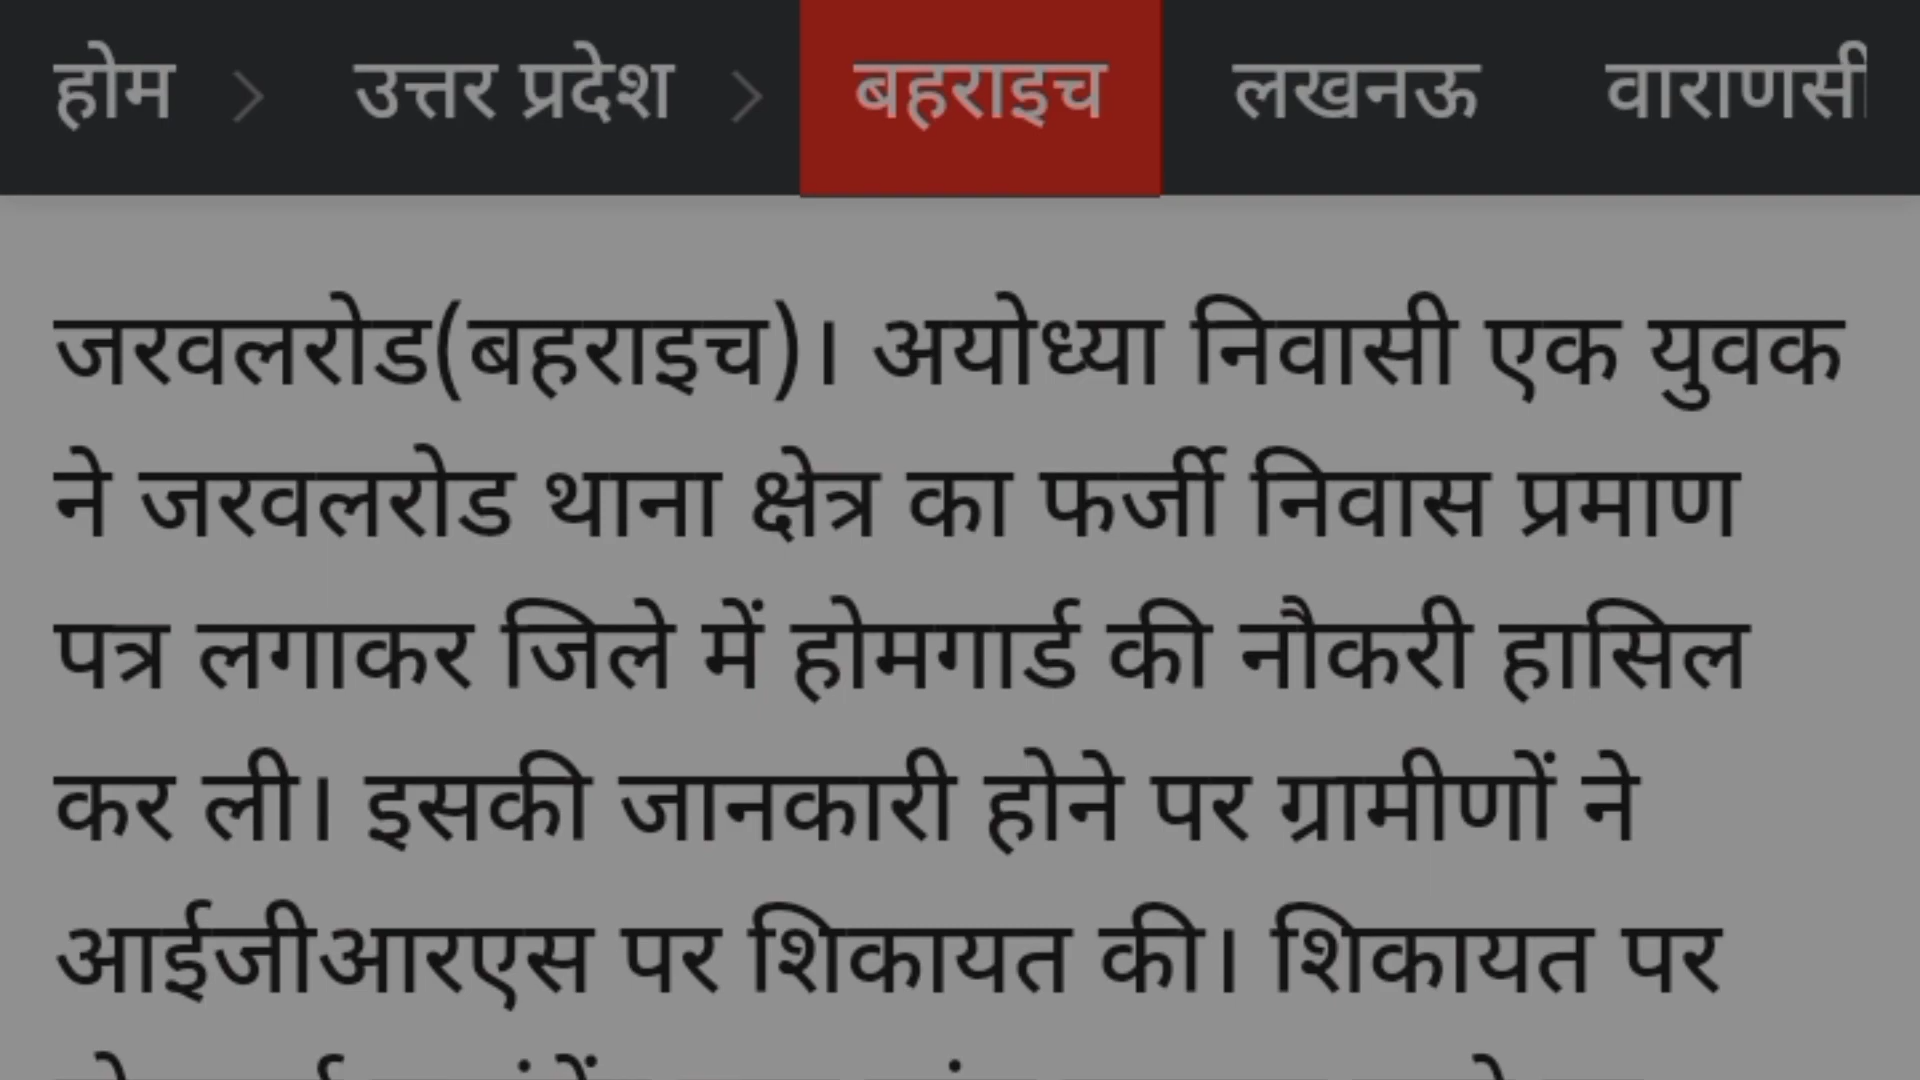 होम > उत्तर प्रदेश > बहराइच लखनऊ वाराणसी
जरवलरोड(बहराइच)। अयोध्या निवासी एक युवक
ने जरवलरोड थाना क्षेत्र का फर्जी निवास प्रमाण
पत्र लगाकर जिले में होमगार्ड की नौकरी हासिल
कर ली। इसकी जानकारी होने पर ग्रामीणों ने
आईजीआरएस पर शिकायत की। शिकायत पर